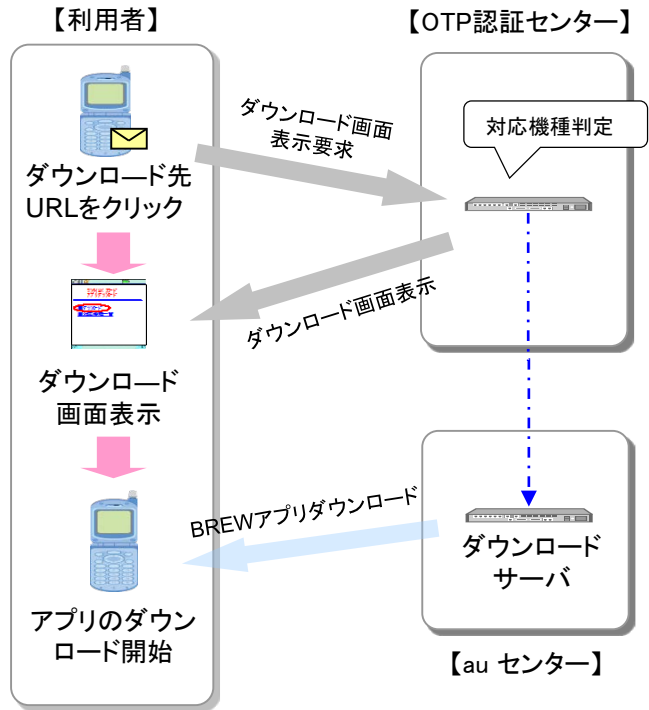 【利用者】
【OTP認証センター】
ダウンロード先
URLをクリック
ダウンロード画面
表示要求
対応機種判定
ダウンロード画面表示
ダウンロード
画面表示
BREWアプリダウンロード
アプリのダウン
ロード開始
ダウンロード
サーバ
【au センター】